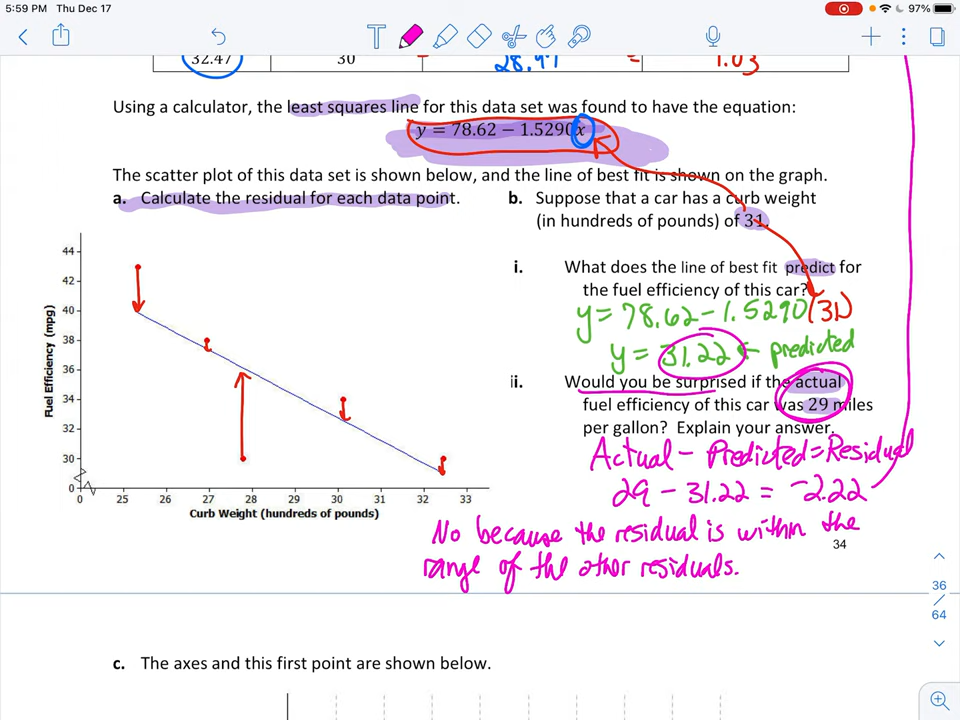 5:59 PM Thu Dec 17
97%
32.47 30 28.97 = 1.03
Using a calculator, the least squares line for this data set was found to have the equation:
y = 78.62 − 1.5290x
The scatter plot of this data set is shown below, and the line of best fit is shown on the graph.
a. Calculate the residual for each data point.
b. Suppose that a car has a curb weight
(in hundreds of pounds) of 31.
i. What does the line of best fit predict for
the fuel efficiency of this car?
y = 78.62 - 1.5290(31)
y = 31.22 ← predicted
ii. Would you be surprised if the actual
fuel efficiency of this car was 29 miles
per gallon? Explain your answer.
Actual - Predicted = Residual
29 - 31.22 = -2.22
No because the residual is within the
range of the other residuals.
34
Fuel Efficiency (mpg)
44
42
40
38
36
34
32
30
0
0 25 26 27 28 29 30 31 32 33
Curb Weight (hundreds of pounds)
36
64
c. The axes and this first point are shown below.